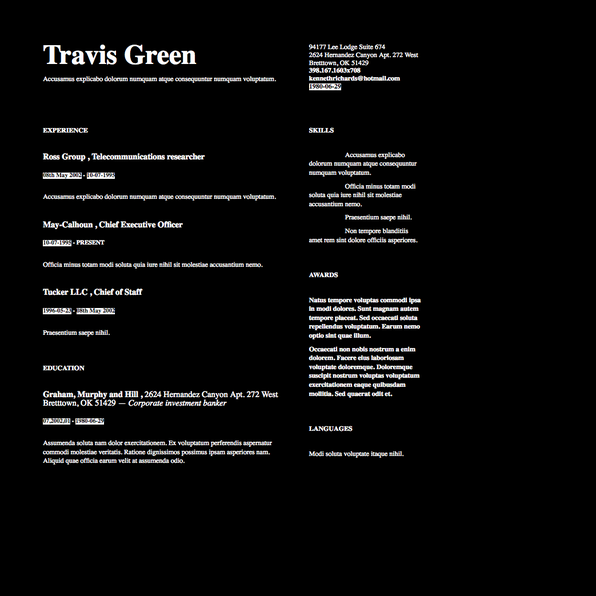 Travis Green
Accusamus explicabo dolorum numquam atque consequuntur numquam voluptatum.
94177 Lee Lodge Suite 674
2624 Hernandez Canyon Apt. 272 West
Bretttown, OK 51429
398.167.1603x708
kennethrichards@hotmail.com
1980-06-29
EXPERIENCE
Ross Group , Telecommunications researcher
08th May 2002 - 10-07-1995
Accusamus explicabo dolorum numquam atque consequuntur numquam voluptatum.
May-Calhoun , Chief Executive Officer
10-07-1995 - PRESENT
Officia minus totam modi soluta quia iure nihil sit molestiae accusantium nemo.
Tucker LLC , Chief of Staff
1996-05-23 - 08th May 2002
Praesentium saepe nihil.
EDUCATION
Graham, Murphy and Hill , 2624 Hernandez Canyon Apt. 272 West
Bretttown, OK 51429 — Corporate investment banker
07,2002,01 - 1980-06-29
Assumenda soluta nam dolor exercitationem. Ex voluptatum perferendis aspernatur
commodi molestiae veritatis. Ratione dignissimos possimus ipsam asperiores nam.
Aliquid quae officia earum velit at assumenda odio.
SKILLS
Accusamus explicabo
dolorum numquam atque consequuntur
numquam voluptatum.
Officia minus totam modi
soluta quia iure nihil sit molestiae
accusantium nemo.
Praesentium saepe nihil.
Non tempore blanditiis
amet rem sint dolore officiis asperiores.
AWARDS
Natus tempore voluptas commodi ipsa
in modi dolores. Sunt magnam autem
tempore placeat. Sed occaecati soluta
repellendus voluptatum. Earum nemo
optio sint quae illum.
Occaecati non nobis nostrum a enim
dolorem. Facere eius laboriosam
voluptate doloremque. Doloremque
suscipit nostrum voluptas voluptatum
exercitationem eaque quibusdam
mollitia. Sed quaerat odit et.
LANGUAGES
Modi soluta voluptate itaque nihil.